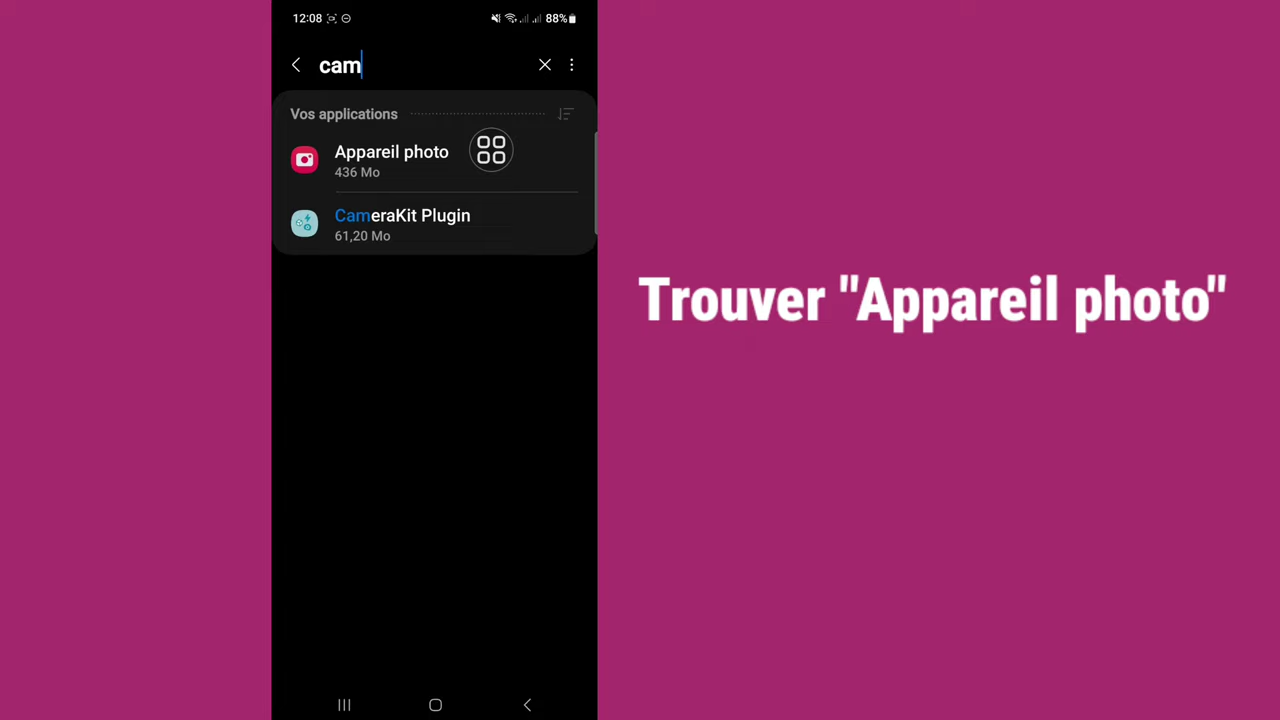 12:08
88%
cam
Vos applications
Appareil photo
436 Mo
CameraKit Plugin
61,20 Mo
Trouver "Appareil photo"